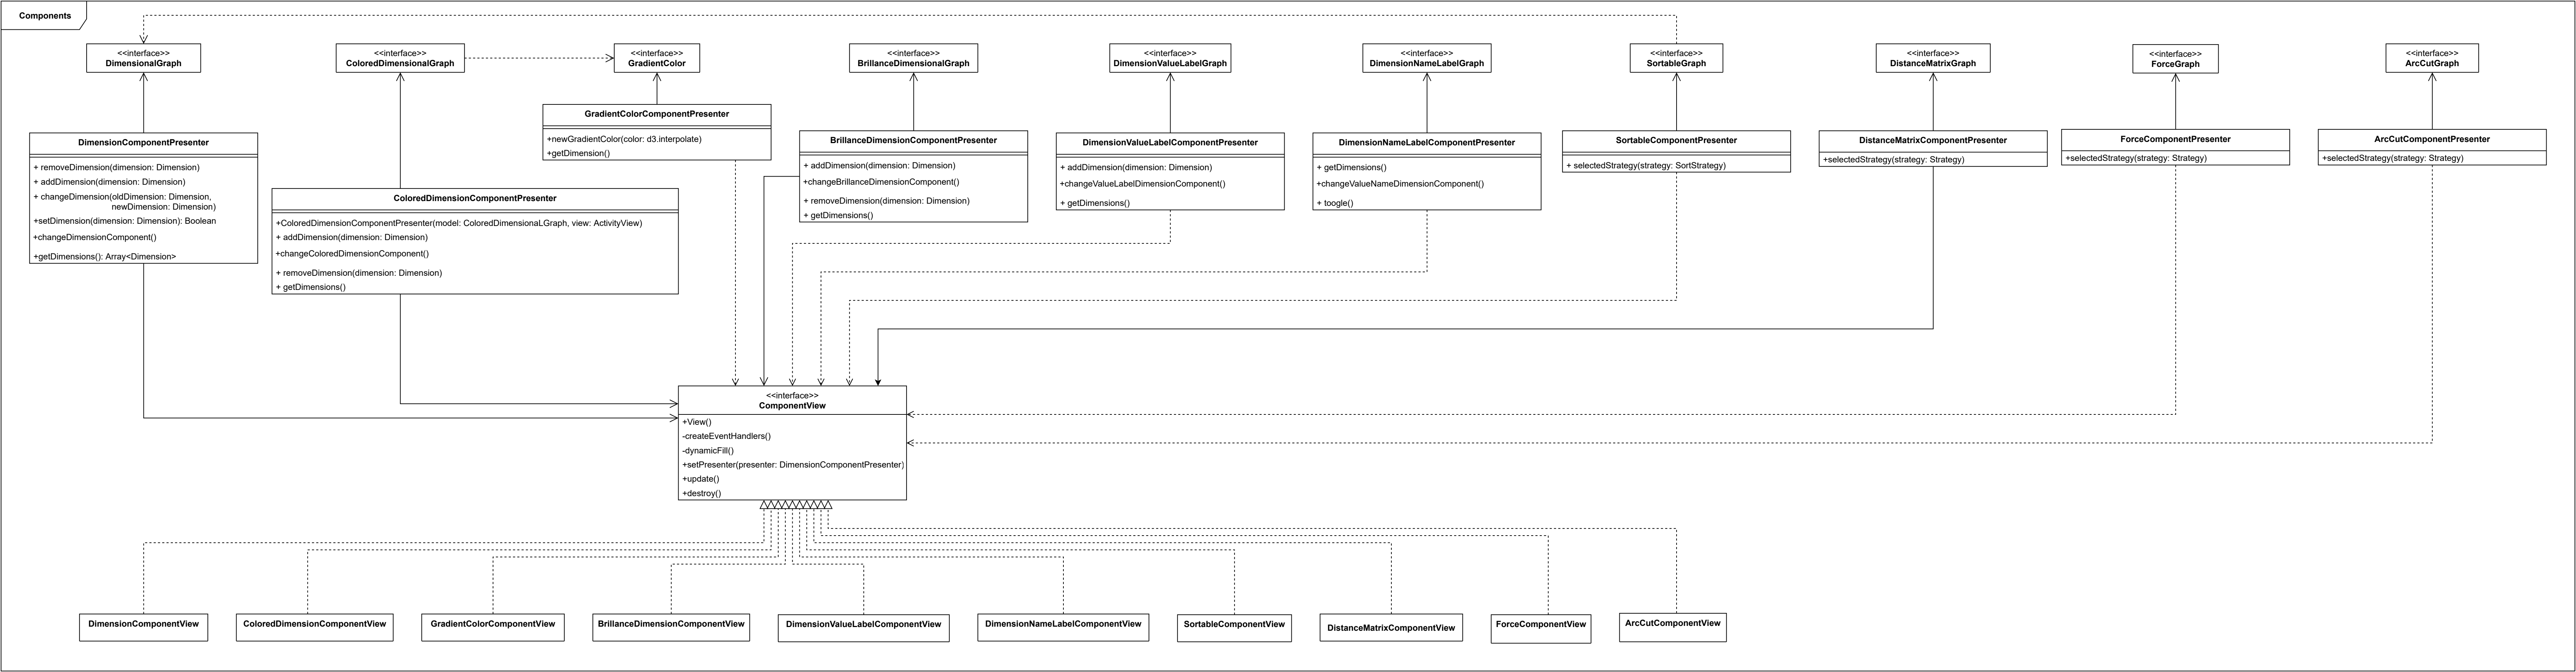 Components
<<interface>>
DimensionalGraph
<<interface>>
ColoredDimensionalGraph
<<interface>>
GradientColor
<<interface>>
BrillanceDimensionalGraph
<<interface>>
DimensionValueLabelGraph
<<interface>>
DimensionNameLabelGraph
<<interface>>
SortableGraph
<<interface>>
DistanceMatrixGraph
<<interface>>
ForceGraph
<<interface>>
ArcCutGraph
DimensionComponentPresenter
+ removeDimension(dimension: Dimension)
+ addDimension(dimension: Dimension)
+ changeDimension(oldDimension: Dimension,
newDimension: Dimension)
+setDimension(dimension: Dimension): Boolean
+changeDimensionComponent()
+getDimensions(): Array<Dimension>
ColoredDimensionComponentPresenter
+ColoredDimensionComponentPresenter(model: ColoredDimensionaLGraph, view: ActivityView)
+ addDimension(dimension: Dimension)
+changeColoredDimensionComponent()
+ removeDimension(dimension: Dimension)
+ getDimensions()
GradientColorComponentPresenter
+newGradientColor(color: d3.interpolate)
+getDimension()
BrillanceDimensionComponentPresenter
+ addDimension(dimension: Dimension)
+changeBrillanceDimensionComponent()
+ removeDimension(dimension: Dimension)
+ getDimensions()
DimensionValueLabelComponentPresenter
+ addDimension(dimension: Dimension)
+changeValueLabelDimensionComponent()
+ getDimensions()
DimensionNameLabelComponentPresenter
+ getDimensions()
+changeValueNameDimensionComponent()
+ toogle()
SortableComponentPresenter
+ selectedStrategy(strategy: SortStrategy)
DistanceMatrixComponentPresenter
+selectedStrategy(strategy: Strategy)
ForceComponentPresenter
+selectedStrategy(strategy: Strategy)
ArcCutComponentPresenter
+selectedStrategy(strategy: Strategy)
<<interface>>
ComponentView
+View()
-createEventHandlers()
-dynamicFill()
+setPresenter(presenter: DimensionComponentPresenter)
+update()
+destroy()
DimensionComponentView
ColoredDimensionComponentView
GradientColorComponentView
BrillanceDimensionComponentView
DimensionValueLabelComponentView
DimensionNameLabelComponentView
SortableComponentView
DistanceMatrixComponentView
ForceComponentView
ArcCutComponentView